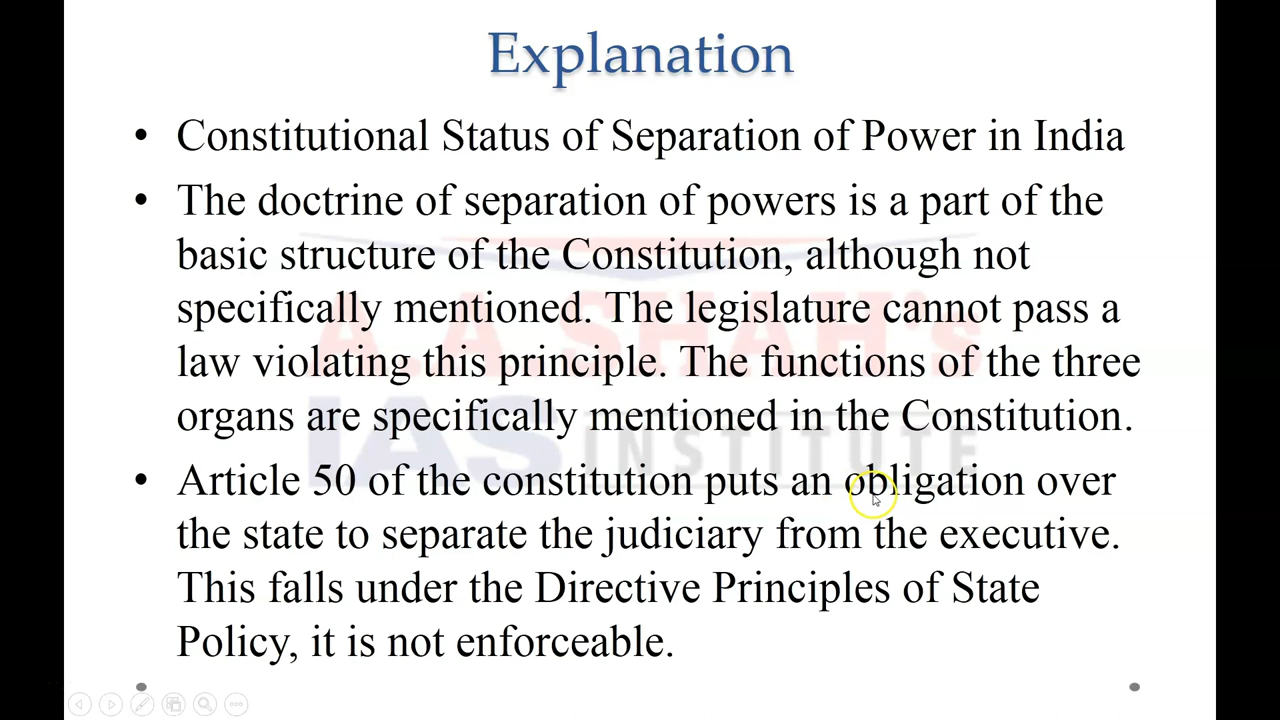 Explanation
• Constitutional Status of Separation of Power in India
• The doctrine of separation of powers is a part of the
basic structure of the Constitution, although not
specifically mentioned. The legislature cannot pass a
law violating this principle. The functions of the three
organs are specifically mentioned in the Constitution.
• Article 50 of the constitution puts an obligation over
the state to separate the judiciary from the executive.
This falls under the Directive Principles of State
Policy, it is not enforceable.
A.A SHAH's
IAS INSTITUTE